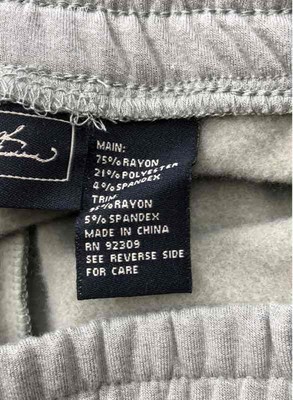 MAIN:
75% RAYON
21% POLYESTER
4% SPANDEX
TRIM:
95% RAYON
5% SPANDEX
MADE IN CHINA
RN 92309
SEE REVERSE SIDE
FOR CARE